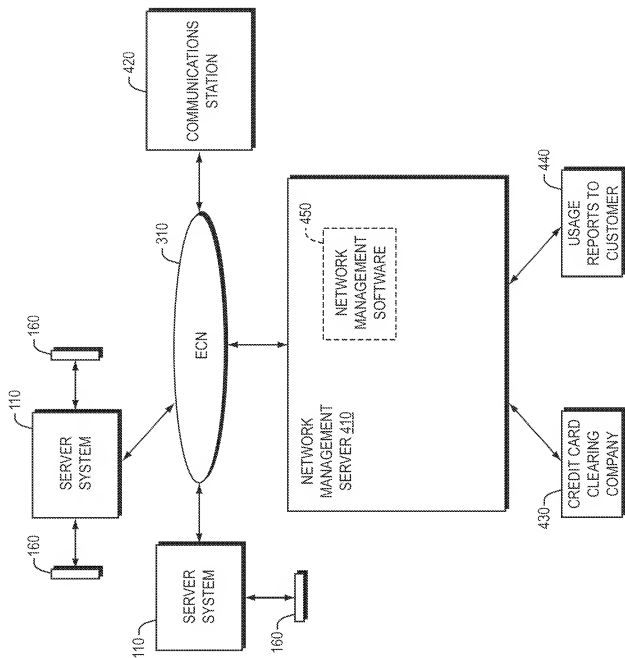 160
110
SERVER
SYSTEM
160
110
SERVER
SYSTEM
160
310
ECN
420
COMMUNICATIONS
STATION
NETWORK
MANAGEMENT
SERVER 410
450
NETWORK
MANAGEMENT
SOFTWARE
430
CREDIT CARD
CLEARING
COMPANY
440
USAGE
REPORTS TO
CUSTOMER